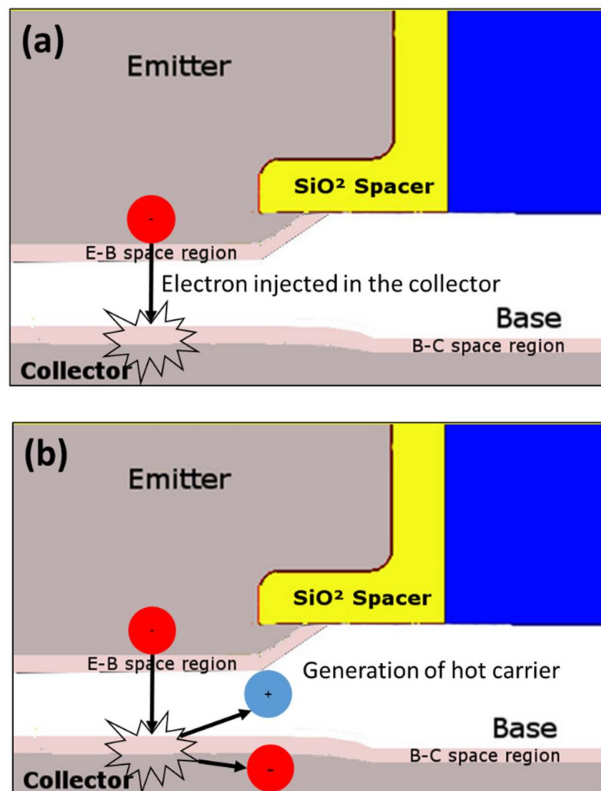 (a)
Emitter
SiO² Spacer
-
E-B space region
Electron injected in the collector
Base
B-C space region
Collector
(b)
Emitter
SiO² Spacer
-
E-B space region
Generation of hot carrier
+
Base
B-C space region
-
Collector